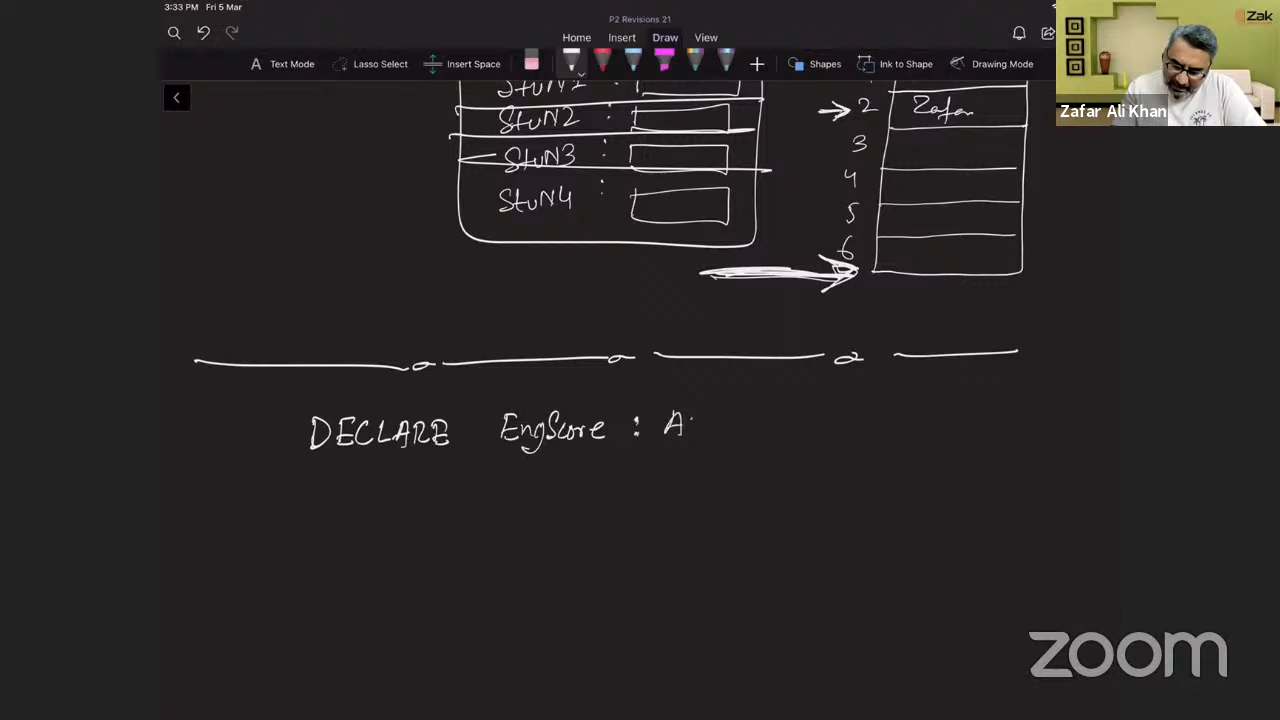 3:33 PM Fri 5 Mar
P2 Revisions 21
Home Insert Draw View
Text Mode Lasso Select Insert Space Shapes Ink to Shape Drawing Mode
Zak
Zafar Ali Khan
StuN1 :
StuN2 :
StuN3 :
StuN4 :
2 Zafar
3
4
5
6
DECLARE EngScore : A
zoom